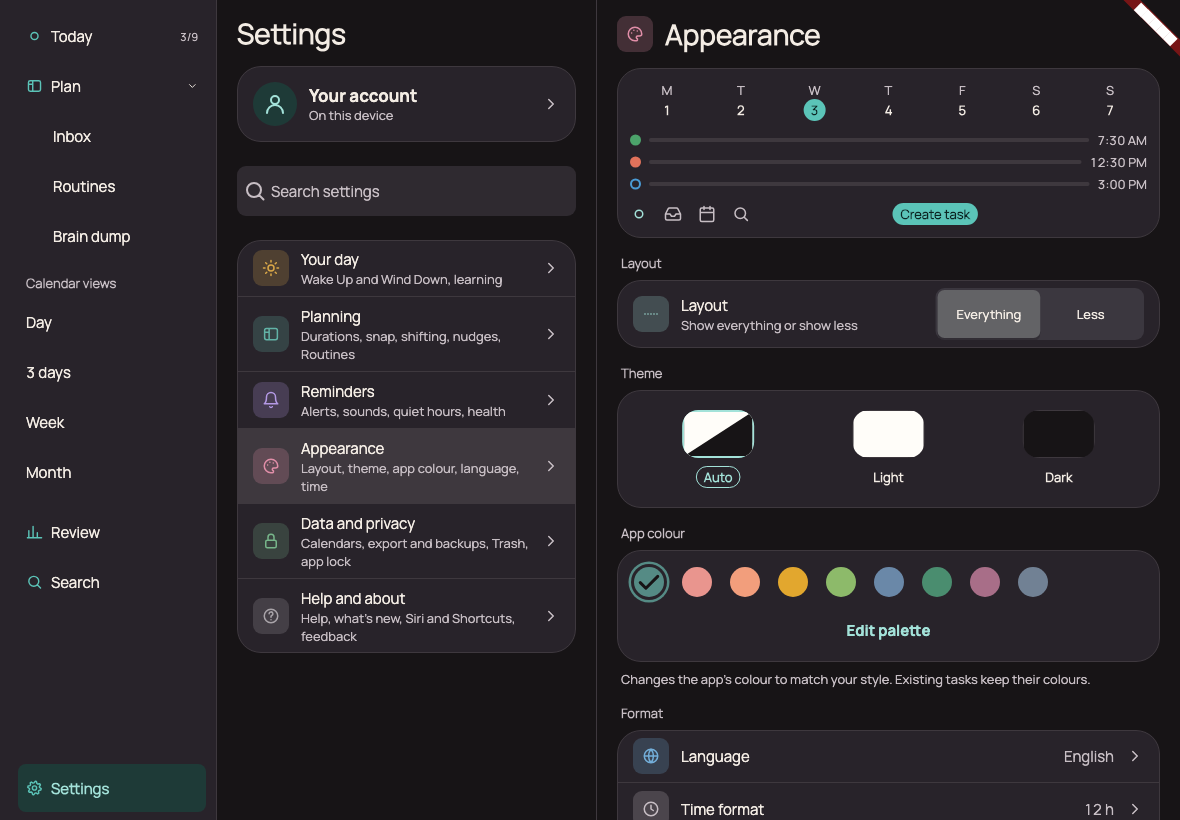 Today
3/9
Plan
Inbox
Routines
Brain dump
Calendar views
Day
3 days
Week
Month
Review
Search
Settings
Settings
Your account
On this device
Search settings
Your day
Wake Up and Wind Down, learning
Planning
Durations, snap, shifting, nudges,
Routines
Reminders
Alerts, sounds, quiet hours, health
Appearance
Layout, theme, app colour, language,
time
Data and privacy
Calendars, export and backups, Trash,
app lock
Help and about
Help, what's new, Siri and Shortcuts,
feedback
Appearance
M T W T F S S
1 2 3 4 5 6 7
7:30 AM
12:30 PM
3:00 PM
Create task
Layout
Layout
Show everything or show less
Everything
Less
Theme
Auto
Light
Dark
App colour
Edit palette
Changes the app's colour to match your style. Existing tasks keep their colours.
Format
Language
English
Time format
12 h